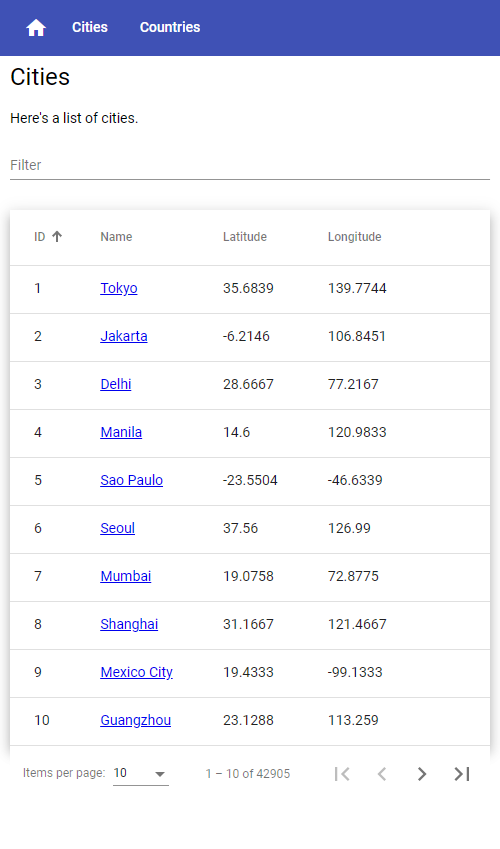 Cities Countries
Cities
Here's a list of cities.
Filter
ID Name Latitude Longitude
1 Tokyo 35.6839 139.7744
2 Jakarta -6.2146 106.8451
3 Delhi 28.6667 77.2167
4 Manila 14.6 120.9833
5 Sao Paulo -23.5504 -46.6339
6 Seoul 37.56 126.99
7 Mumbai 19.0758 72.8775
8 Shanghai 31.1667 121.4667
9 Mexico City 19.4333 -99.1333
10 Guangzhou 23.1288 113.259
Items per page: 10 1 – 10 of 42905